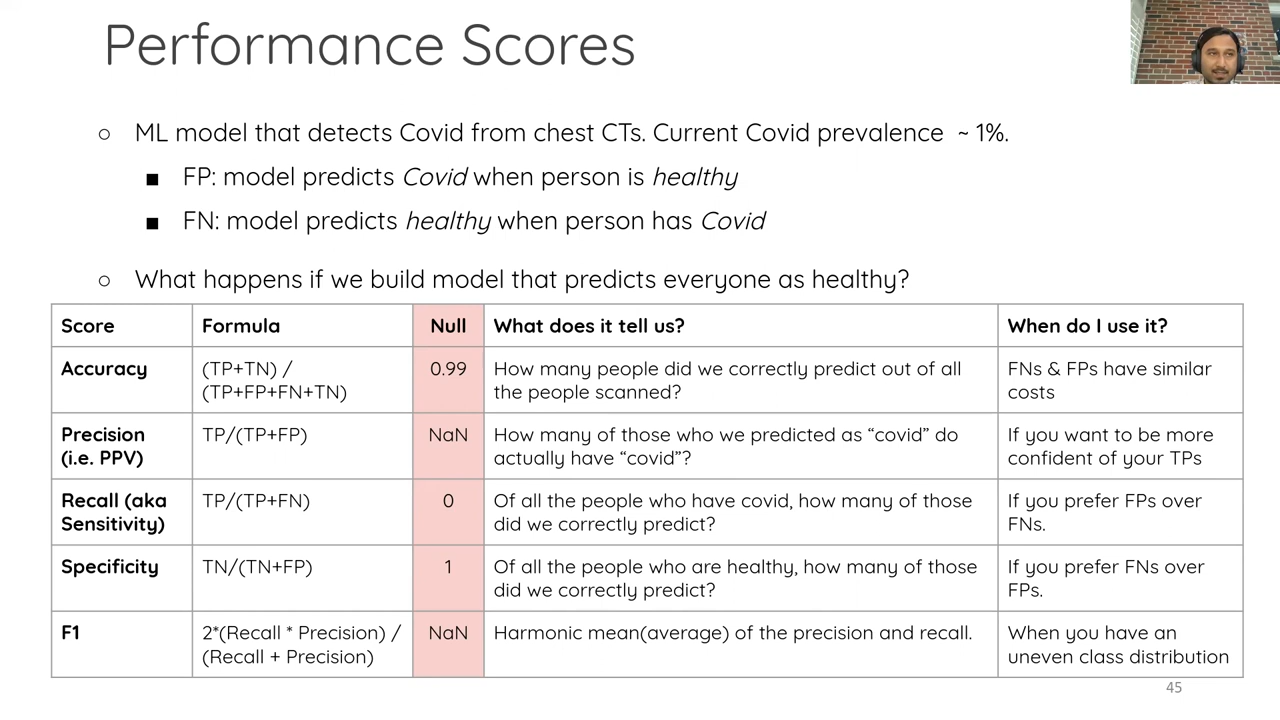 Performance Scores
○ ML model that detects Covid from chest CTs. Current Covid prevalence ~ 1%.
■ FP: model predicts Covid when person is healthy
■ FN: model predicts healthy when person has Covid
○ What happens if we build model that predicts everyone as healthy?
Score Formula Null What does it tell us? When do I use it?
Accuracy (TP+TN) / 0.99 How many people did we correctly predict out of all FNs & FPs have similar
(TP+FP+FN+TN) the people scanned? costs
Precision TP/(TP+FP) NaN How many of those who we predicted as “covid” do If you want to be more
(i.e. PPV) actually have “covid”? confident of your TPs
Recall (aka TP/(TP+FN) 0 Of all the people who have covid, how many of those If you prefer FPs over
Sensitivity) did we correctly predict? FNs.
Specificity TN/(TN+FP) 1 Of all the people who are healthy, how many of those If you prefer FNs over
did we correctly predict? FPs.
F1 2*(Recall * Precision) / NaN Harmonic mean(average) of the precision and recall. When you have an
(Recall + Precision) uneven class distribution
45